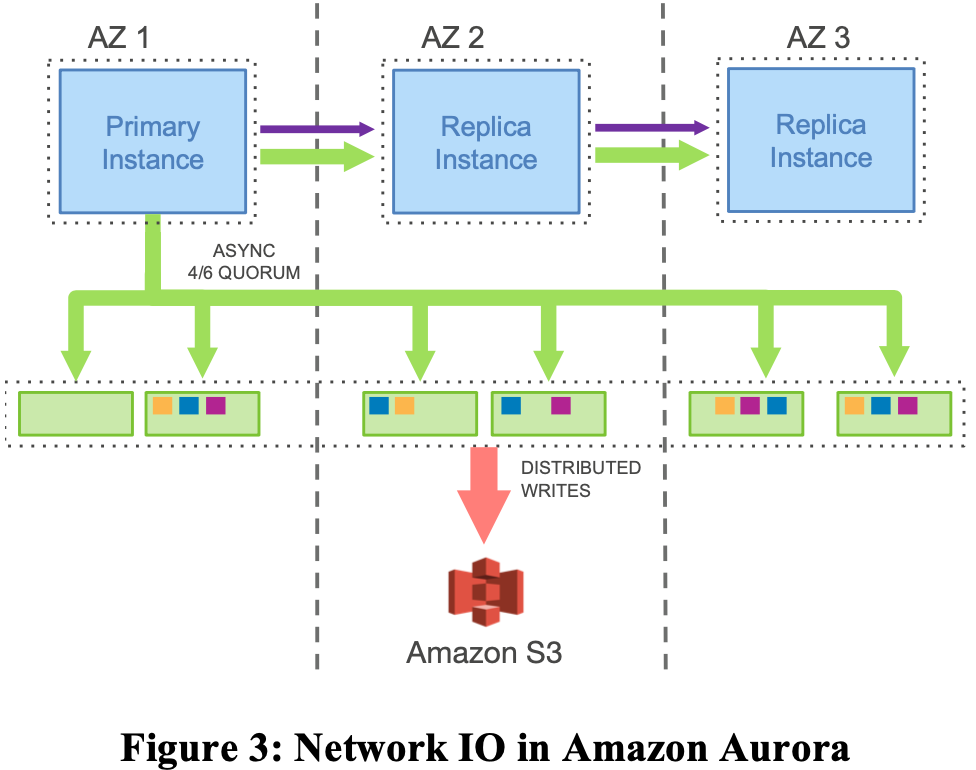 AZ 1
AZ 2
AZ 3
Primary
Instance
Replica
Instance
Replica
Instance
ASYNC
4/6 QUORUM
DISTRIBUTED
WRITES
Amazon S3
Figure 3: Network IO in Amazon Aurora